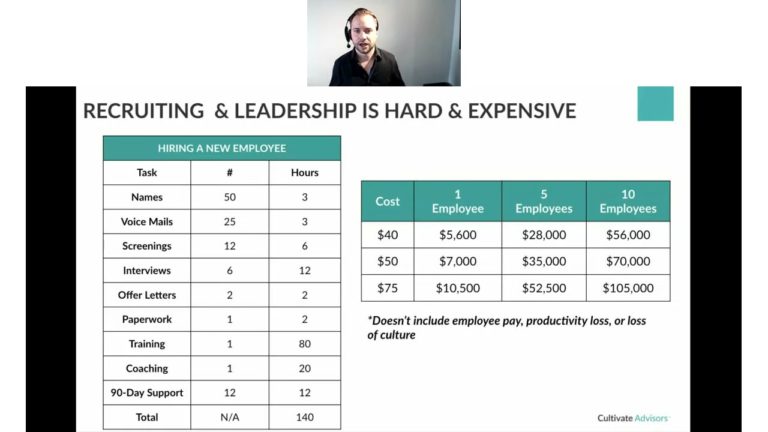 RECRUITING & LEADERSHIP IS HARD & EXPENSIVE
HIRING A NEW EMPLOYEE
Task # Hours
Names 50 3
Voice Mails 25 3
Screenings 12 6
Interviews 6 12
Offer Letters 2 2
Paperwork 1 2
Training 1 80
Coaching 1 20
90-Day Support 12 12
Total N/A 140
Cost 1 Employee 5 Employees 10 Employees
$40 $5,600 $28,000 $56,000
$50 $7,000 $35,000 $70,000
$75 $10,500 $52,500 $105,000
*Doesn't include employee pay, productivity loss, or loss
of culture
Cultivate Advisors